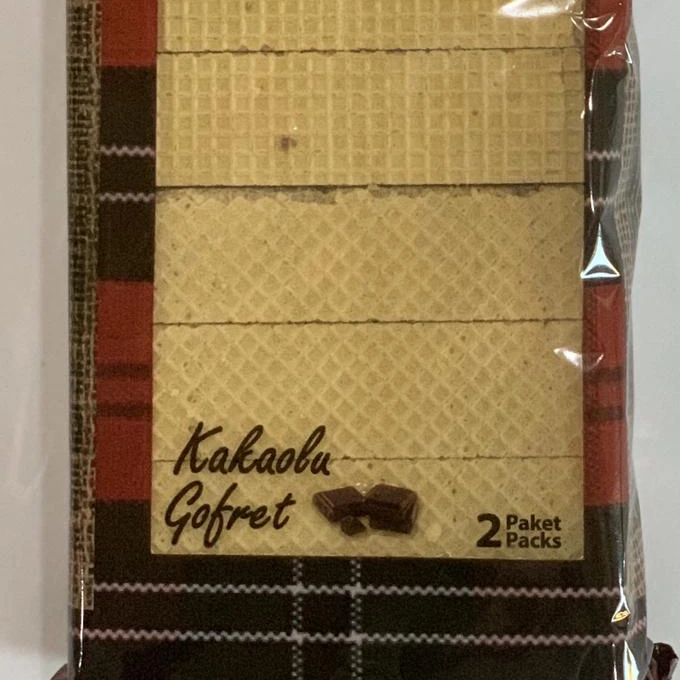 Kakaolu
Gofret
2 Paket
Packs